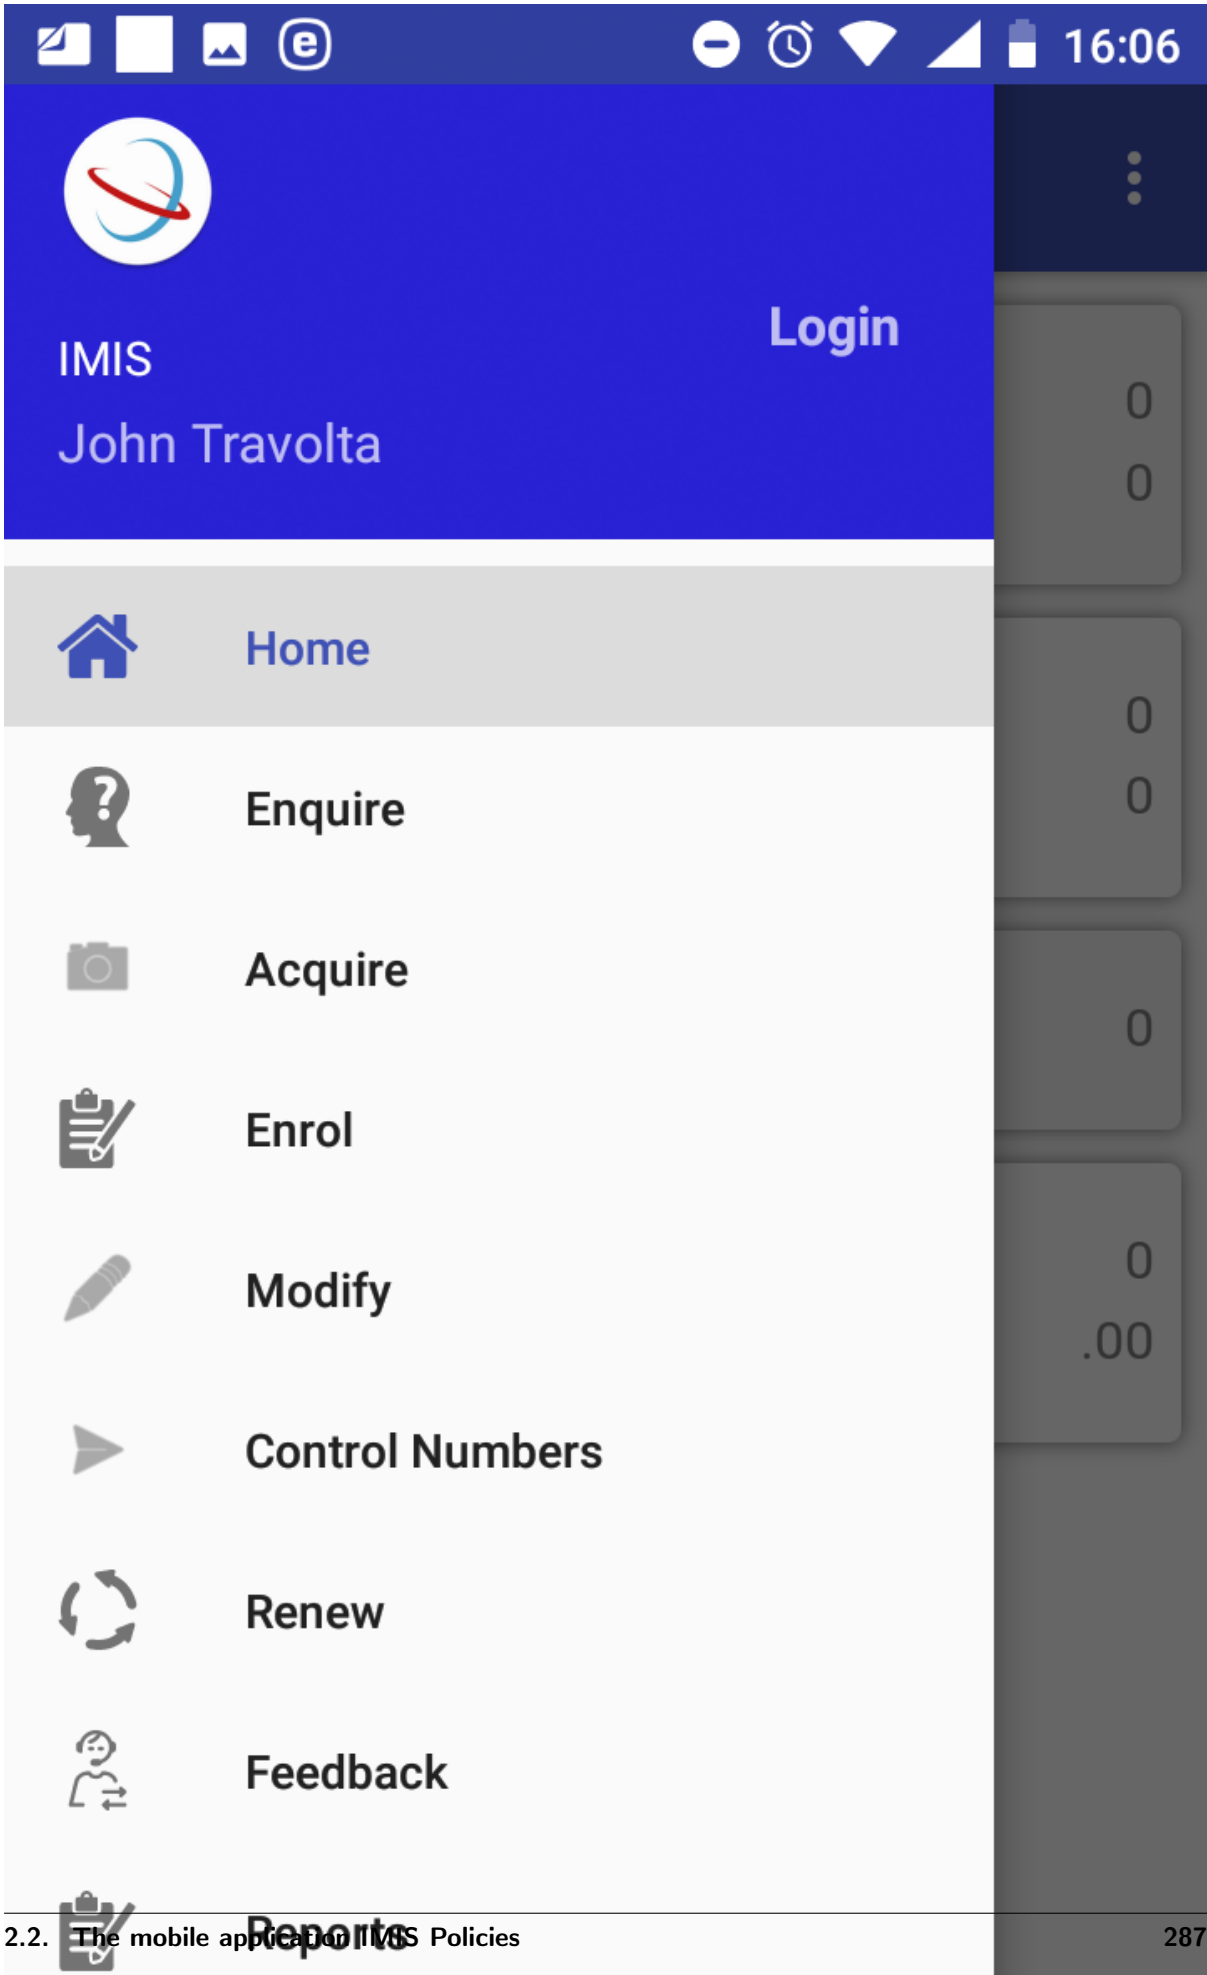 16:06
Login
IMIS
John Travolta
0
0
Home
0
0
Enquire
Acquire
0
Enrol
Modify
0
.00
Control Numbers
Renew
Feedback
Reports
2.2. The mobile application IMIS Policies 287